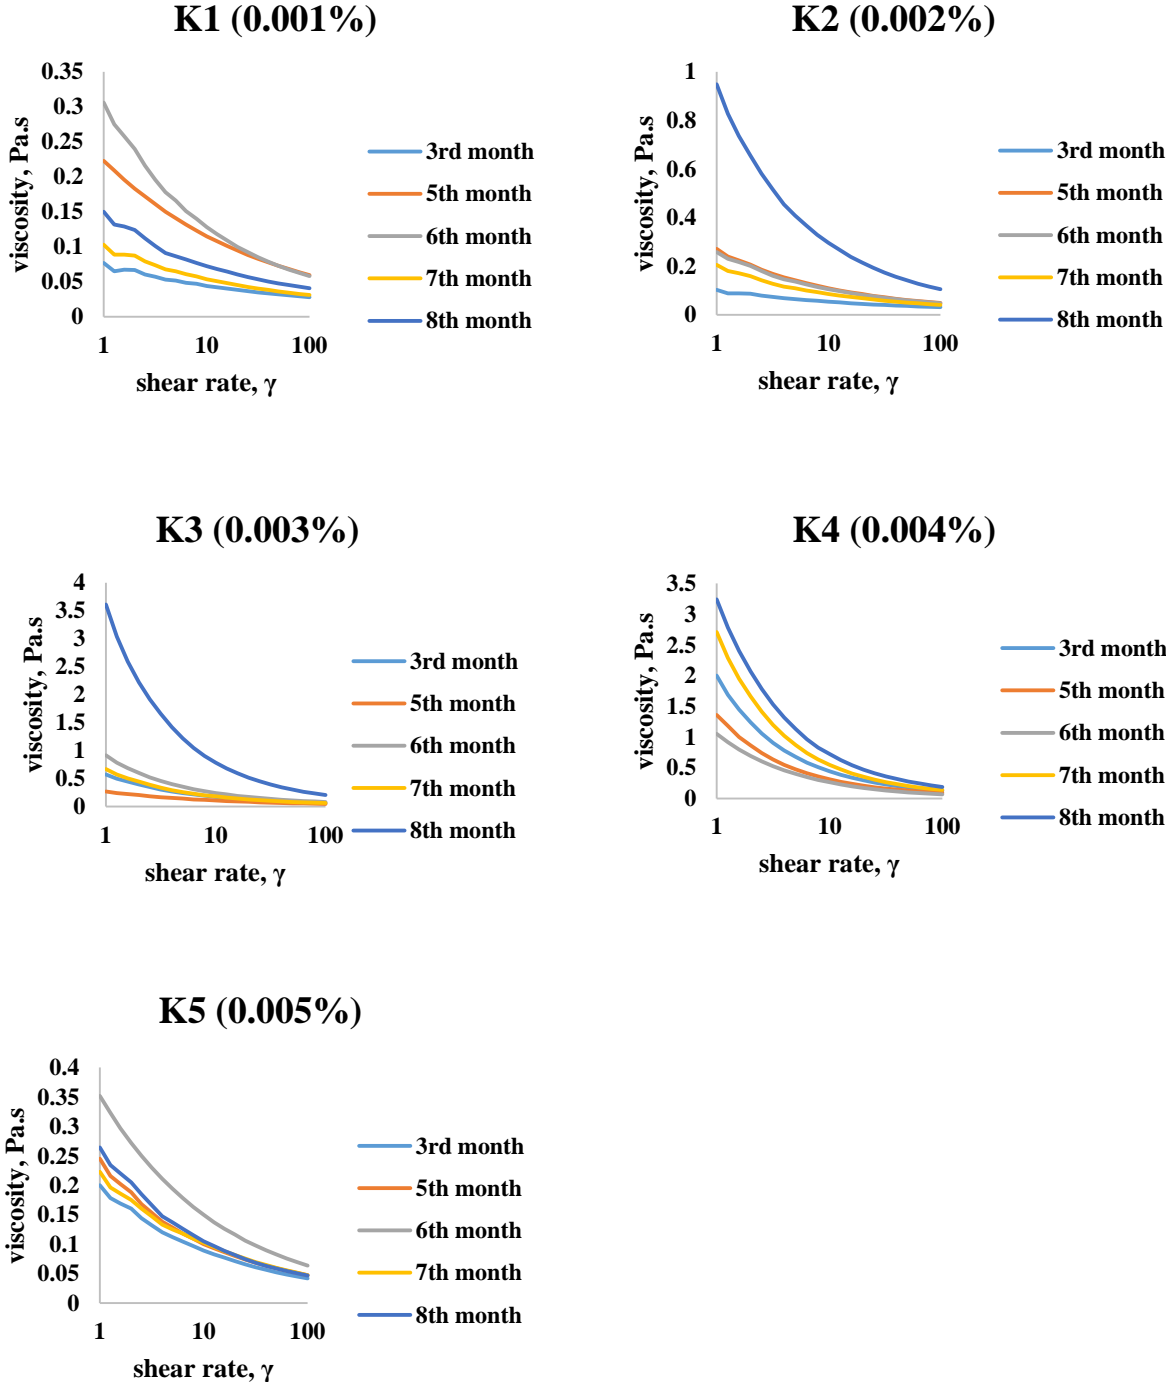 K1 (0.001%)
viscosity, Pa.s
0.35
0.3
0.25
0.2
0.15
0.1
0.05
0
1 10 100
shear rate, γ
3rd month
5th month
6th month
7th month
8th month
K2 (0.002%)
viscosity, Pa.s
1
0.8
0.6
0.4
0.2
0
1 10 100
shear rate, γ
3rd month
5th month
6th month
7th month
8th month
K3 (0.003%)
viscosity, Pa.s
4
3.5
3
2.5
2
1.5
1
0.5
0
1 10 100
shear rate, γ
3rd month
5th month
6th month
7th month
8th month
K4 (0.004%)
viscosity, Pa.s
3.5
3
2.5
2
1.5
1
0.5
0
1 10 100
shear rate, γ
3rd month
5th month
6th month
7th month
8th month
K5 (0.005%)
viscosity, Pa.s
0.4
0.35
0.3
0.25
0.2
0.15
0.1
0.05
0
1 10 100
shear rate, γ
3rd month
5th month
6th month
7th month
8th month